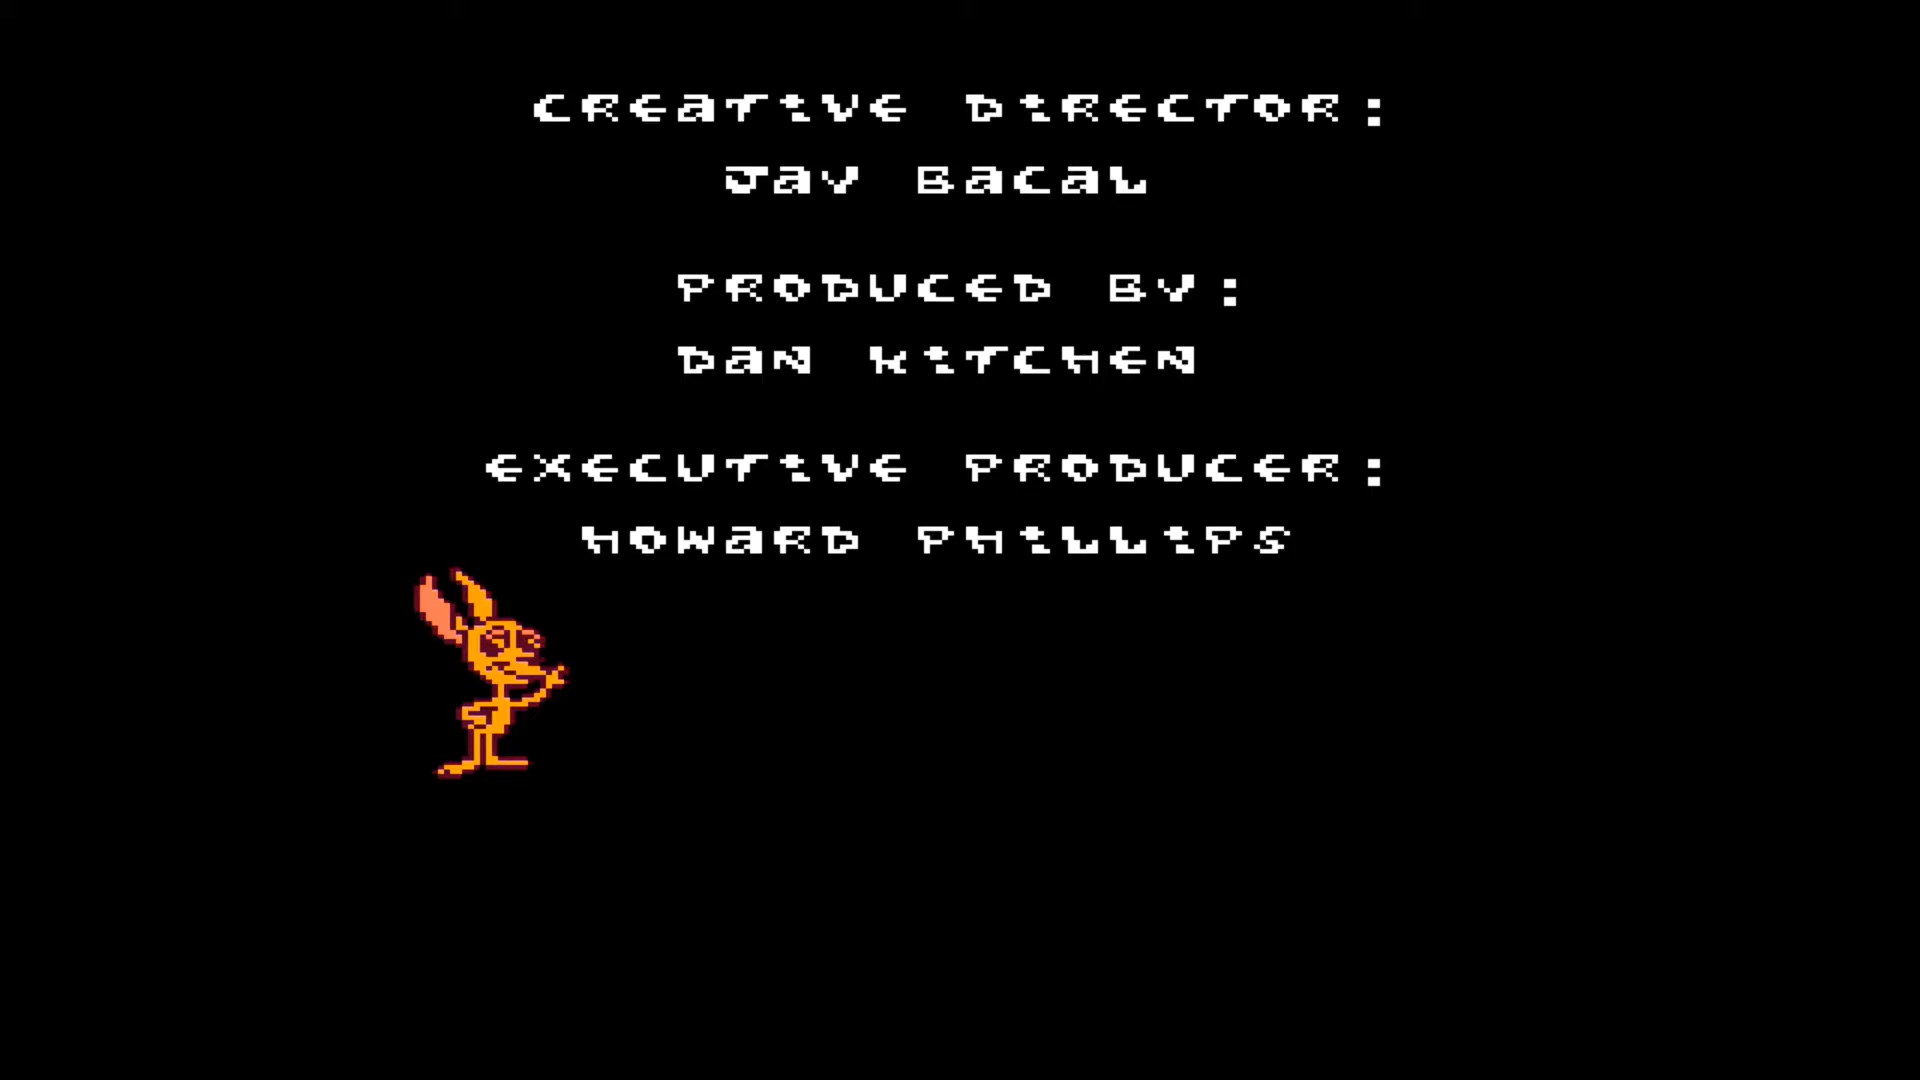 CREATIVE DIRECTOR:
JAY BACAL
PRODUCED BY:
DAN KITCHEN
EXECUTIVE PRODUCER:
HOWARD PHILLIPS